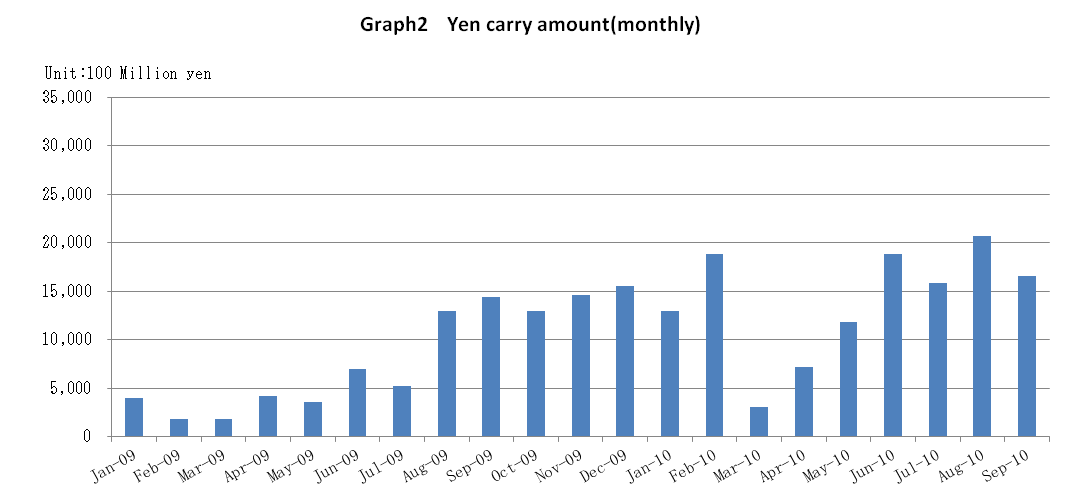 Graph2 Yen carry amount(monthly)
Unit:100 Million yen
35,000
30,000
25,000
20,000
15,000
10,000
5,000
0
Jan-09 Feb-09 Mar-09 Apr-09 May-09 Jun-09 Jul-09 Aug-09 Sep-09 Oct-09 Nov-09 Dec-09 Jan-10 Feb-10 Mar-10 Apr-10 May-10 Jun-10 Jul-10 Aug-10 Sep-10